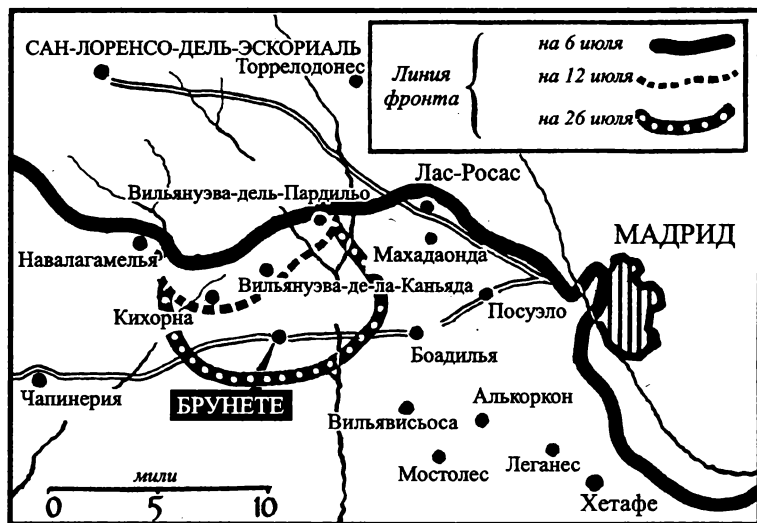 САН-ЛОРЕНСО-ДЕЛЬ-ЭСКОРИАЛЬ
Торрелодонес
Линия
фронта
на 6 июля
на 12 июля
на 26 июля
Лас-Росас
Вильянуэва-дель-Пардильо
МАДРИД
Навалагамелья
Махадаонда
Вильянуэва-де-ла-Каньяда
Кихорна
Посуэло
Боадилья
Чапинерия
БРУНЕТЕ
Вильявисьоса
Алькоркон
Мостолес
Леганес
Хетафе
мили
0 5 10